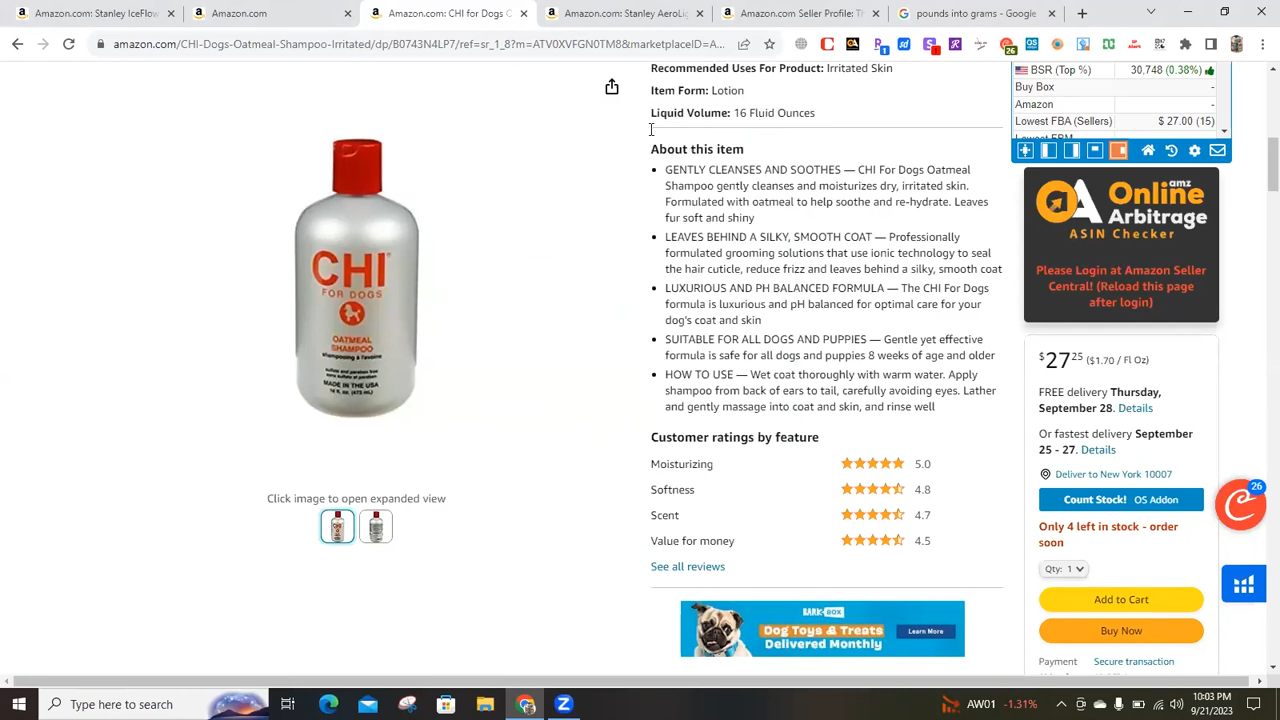 Amazon.com: Stanley IceFlow
Amazon.com
Amazon.com: CHI for Dogs O
Amazon.com: Stanley AeroLig
Amazon.com Seller Profile: Th
pounds into grams - Google
amazon.com/CHI-Dogs-Oatmeal-Shampoo-Irritated/dp/B0743NP77/ref=sr_1_8?m=ATV0XVFGN0TM8&marketplaceID=A...
Recommended Uses For Product: Irritated Skin
Item Form: Lotion
Liquid Volume: 16 Fluid Ounces
About this item
GENTLY CLEANSES AND SOOTHES — CHI For Dogs Oatmeal
Shampoo gently cleanses and moisturizes dry, irritated skin.
Formulated with oatmeal to help soothe and re-hydrate. Leaves
fur soft and shiny
LEAVES BEHIND A SILKY, SMOOTH COAT — Professionally
formulated grooming solutions that use ionic technology to seal
the hair cuticle, reduce frizz and leaves behind a silky, smooth coat
LUXURIOUS AND PH BALANCED FORMULA — The CHI For Dogs
formula is luxurious and pH balanced for optimal care for your
dog's coat and skin
SUITABLE FOR ALL DOGS AND PUPPIES — Gentle yet effective
formula is safe for all dogs and puppies 8 weeks of age and older
HOW TO USE — Wet coat thoroughly with warm water. Apply
shampoo from back of ears to tail, carefully avoiding eyes. Lather
and gently massage into coat and skin, and rinse well
Customer ratings by feature
Moisturizing 5.0
Softness 4.8
Scent 4.7
Value for money 4.5
See all reviews
BARK-BOX
Dog Toys & Treats
Delivered Monthly
Learn More
CHI
FOR DOGS
OATMEAL
SHAMPOO
shampooing à l'avoine
sulfate and paraben free
MADE IN THE USA
Click image to open expanded view
BSR (Top %) 30,748 (0.38%)
Buy Box -
Amazon -
Lowest FBA (Sellers) $ 27.00 (15)
OA
Online amz
Arbitrage
ASIN Checker
Please Login at Amazon Seller
Central! (Reload this page
after login)
$27 25 ($1.70 / Fl Oz)
FREE delivery Thursday,
September 28. Details
Or fastest delivery September
25 - 27. Details
Deliver to New York 10007
Count Stock! OS Addon
26
Only 4 left in stock - order
soon
Qty: 1
Add to Cart
Buy Now
Payment Secure transaction
Type here to search
AW01 -1.31%
10:03 PM
9/21/2023